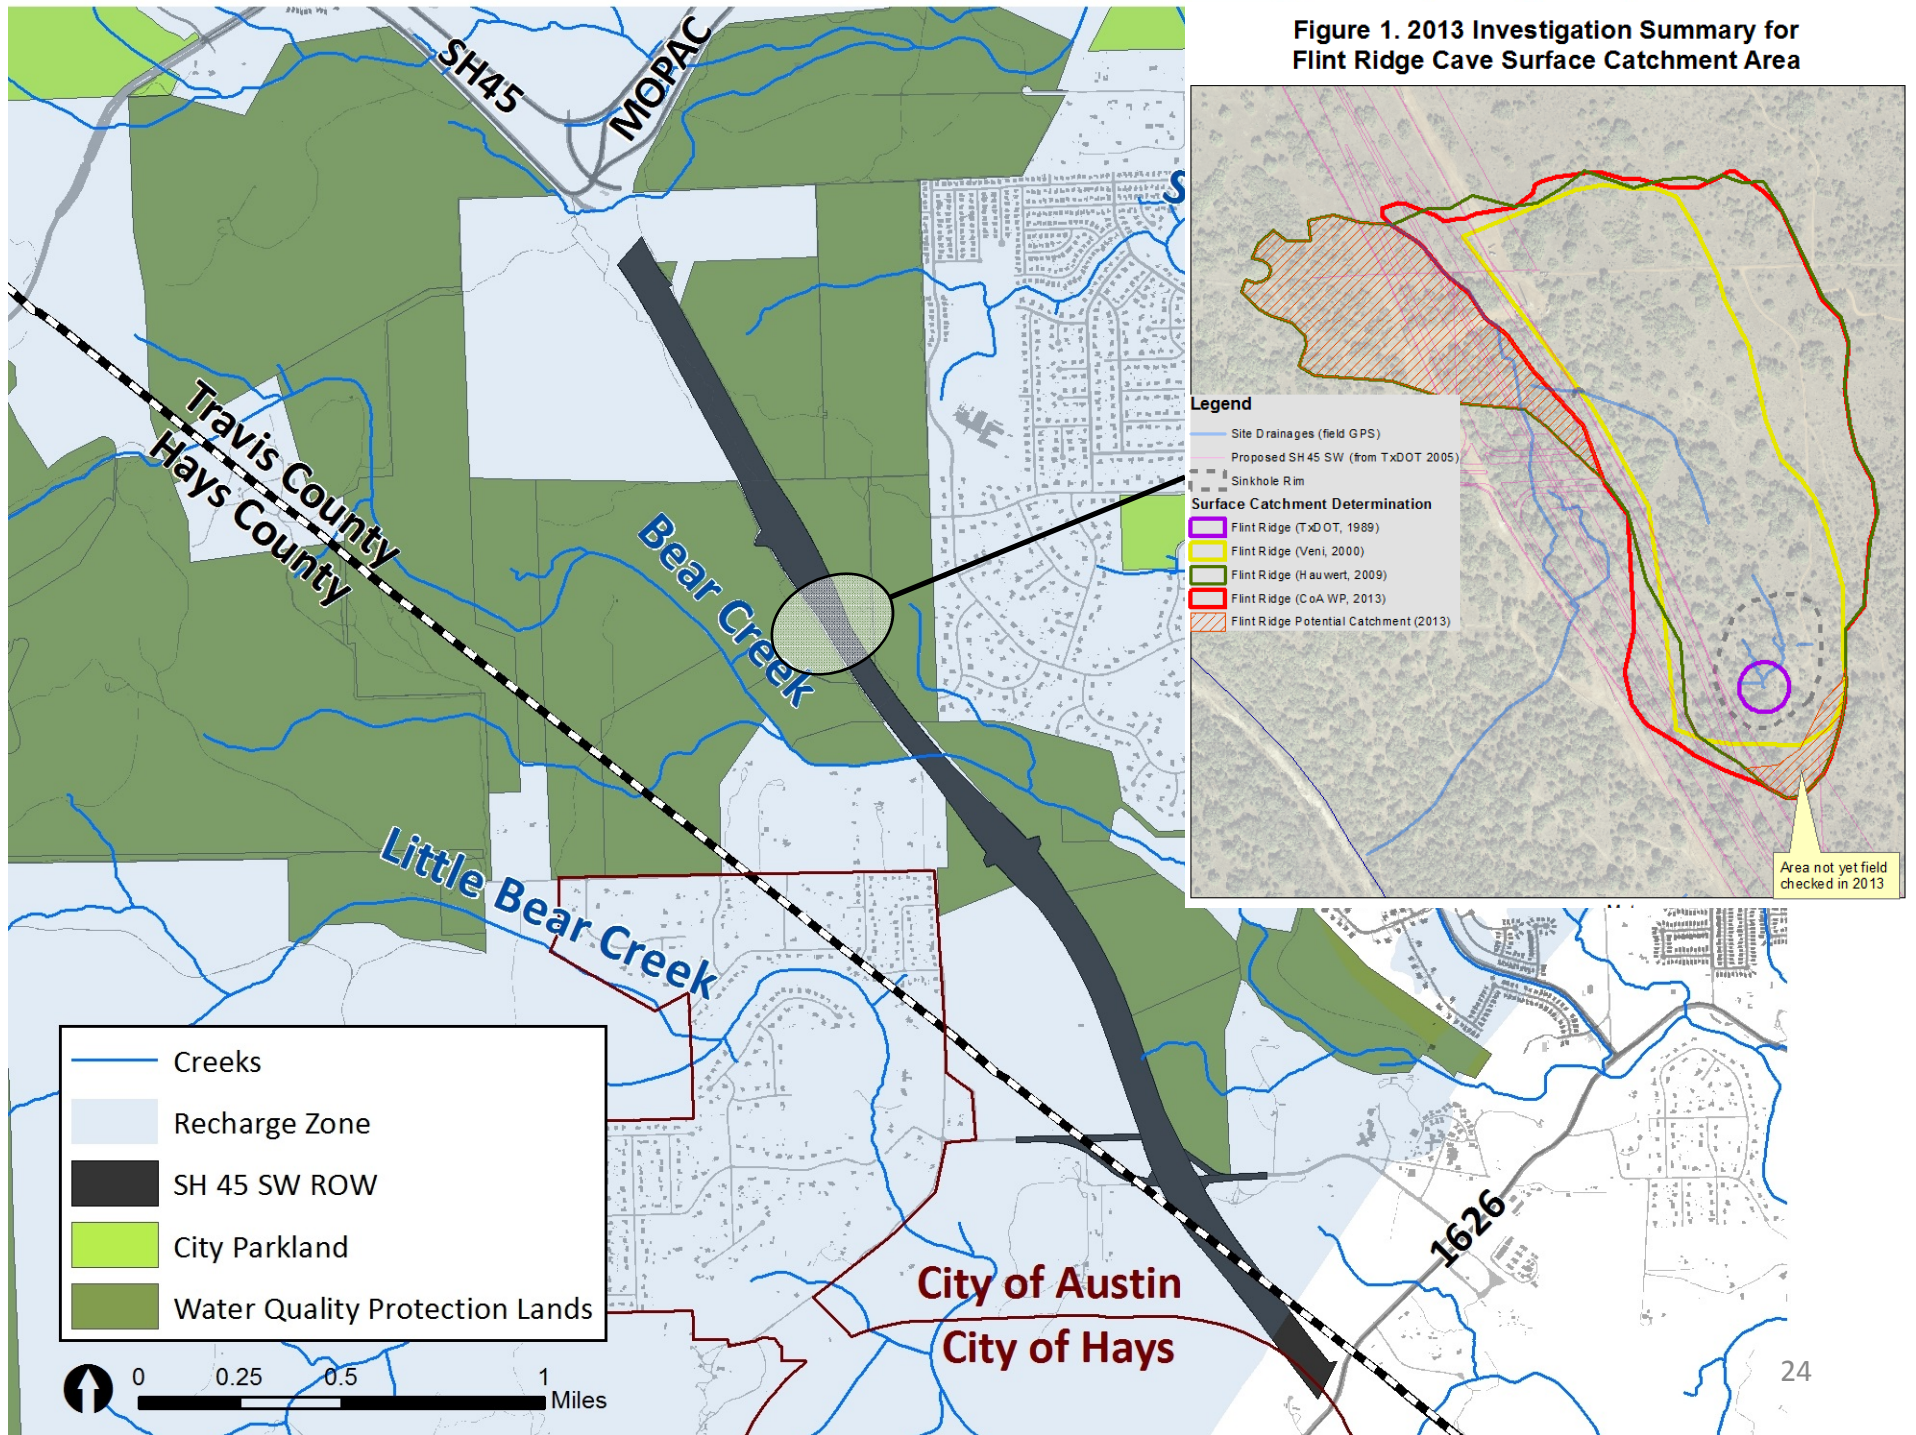 Figure 1. 2013 Investigation Summary for
Flint Ridge Cave Surface Catchment Area
SH45
MOPAC
S
Travis County
Hays County
Bear Creek
Little Bear Creek
Legend
Site Drainages (field GPS)
Proposed SH45 SW (from TxDOT 2005)
Sinkhole Rim
Surface Catchment Determination
Flint Ridge (TxDOT, 1989)
Flint Ridge (Veni, 2000)
Flint Ridge (Hauwert, 2009)
Flint Ridge (CoA WP, 2013)
Flint Ridge Potential Catchment (2013)
Area not yet field
checked in 2013
Creeks
Recharge Zone
SH 45 SW ROW
City Parkland
Water Quality Protection Lands
0 0.25 0.5 1
Miles
City of Austin
City of Hays
1626
24